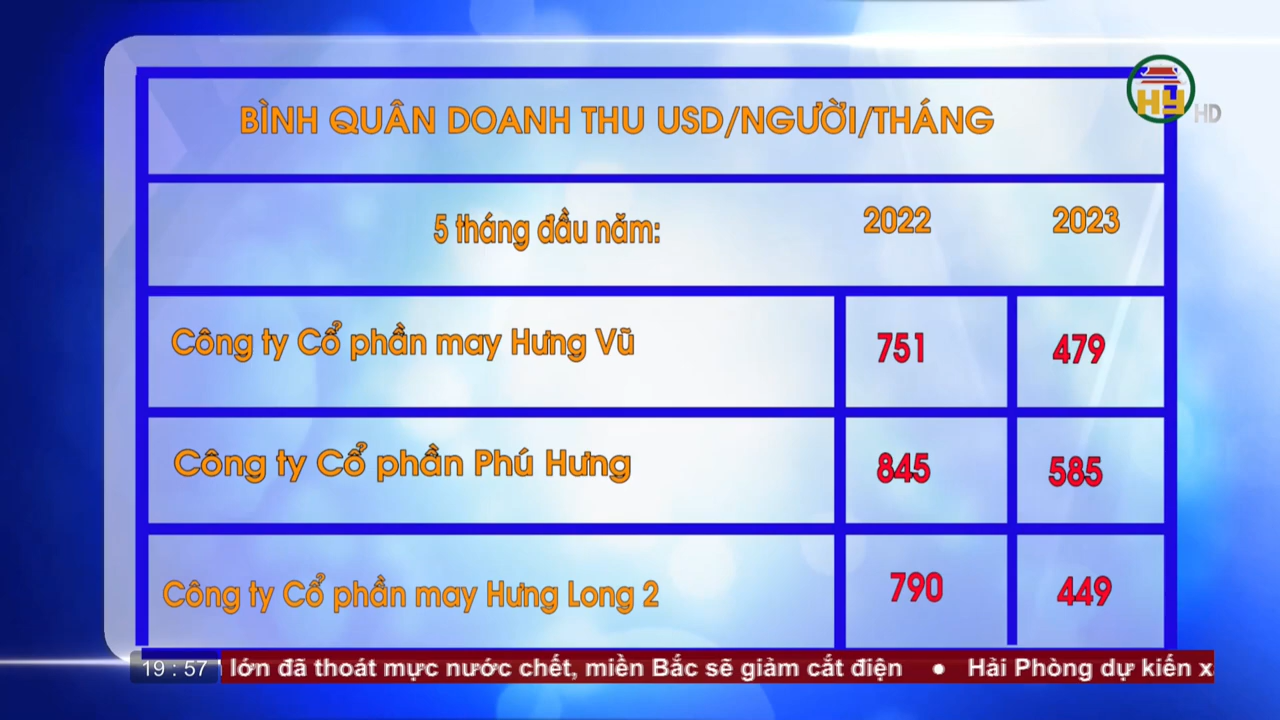 BÌNH QUÂN DOANH THU USD/NGƯỜI/THÁNG
HY HD
5 tháng đầu năm: 2022 2023
Công ty Cổ phần may Hưng Vũ 751 479
Công ty Cổ phần Phú Hưng 845 585
Công ty Cổ phần may Hưng Long 2 790 449
19 : 57 lớn đã thoát mực nước chết, miền Bắc sẽ giảm cắt điện • Hải Phòng dự kiến x